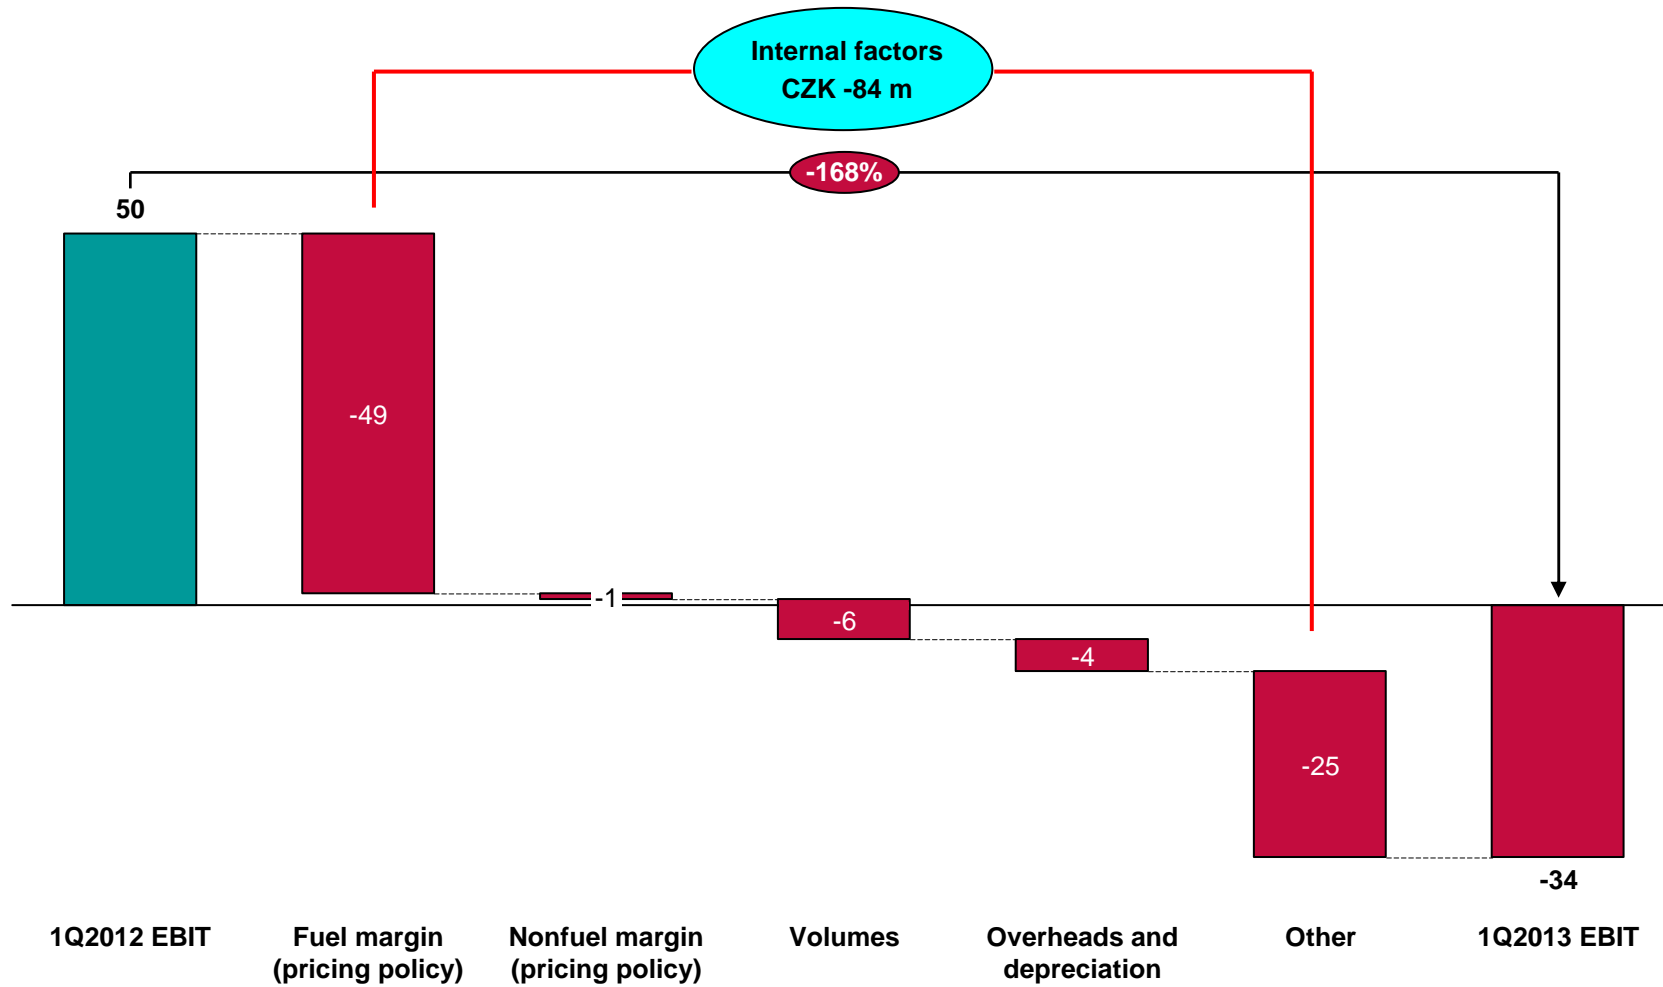 Internal factors
CZK -84 m
-168%
50
-49
-1
-6
-4
-25
-34
1Q2012 EBIT
Fuel margin
(pricing policy)
Nonfuel margin
(pricing policy)
Volumes
Overheads and
depreciation
Other
1Q2013 EBIT